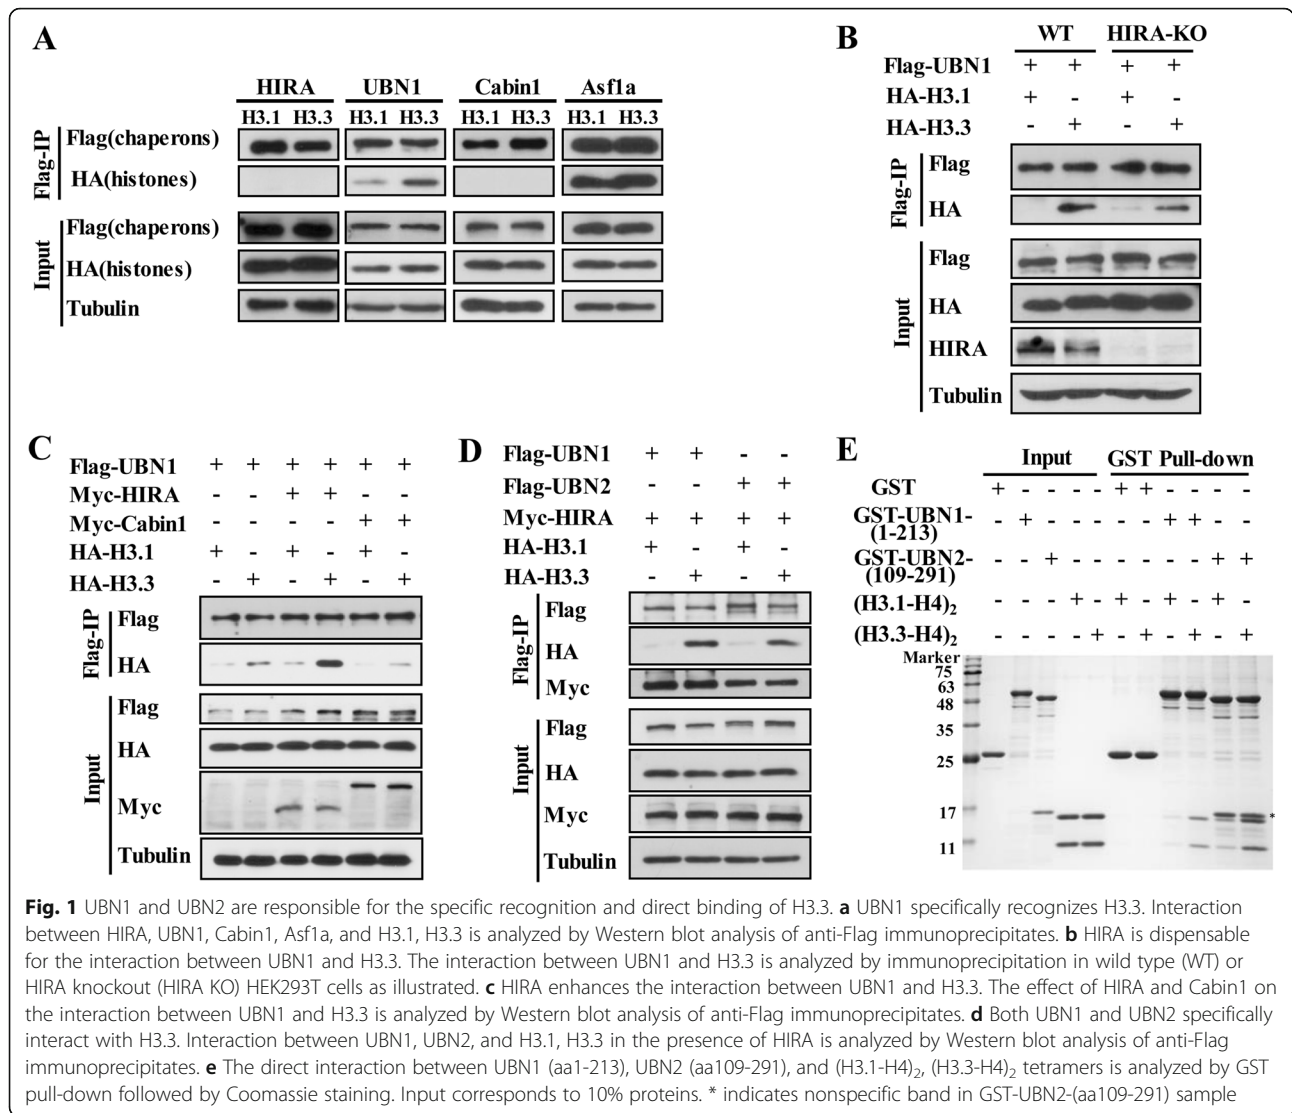 A
HIRA UBN1 Cabin1 Asf1a
H3.1 H3.3 H3.1 H3.3 H3.1 H3.3 H3.1 H3.3
Flag-IP
Flag(chaperons)
HA(histones)
Input
Flag(chaperons)
HA(histones)
Tubulin
B
WT HIRA-KO
Flag-UBN1 + + + +
HA-H3.1 + - + -
HA-H3.3 - + - +
Flag-IP
Flag
HA
Input
Flag
HA
HIRA
Tubulin
C
Flag-UBN1 + + + + + +
Myc-HIRA - - + + - -
Myc-Cabin1 - - - - + +
HA-H3.1 + - + - + -
HA-H3.3 - + - + - +
Flag-IP
Flag
HA
Input
Flag
HA
Myc
Tubulin
D
Flag-UBN1 + + - -
Flag-UBN2 - - + +
Myc-HIRA + + + +
HA-H3.1 + - + -
HA-H3.3 - + - +
Flag-IP
Flag
HA
Myc
Input
Flag
HA
Myc
Tubulin
E
Input GST Pull-down
GST + - - - - + + - - - -
GST-UBN1-(1-213) - + - - - - - + + - -
GST-UBN2-(109-291) - - + - - - - - - + +
(H3.1-H4)2 - - - + - + - + - + -
(H3.3-H4)2 - - - - + - + - + - +
Marker
75
63
48
35
25
17
11
*
Fig. 1 UBN1 and UBN2 are responsible for the specific recognition and direct binding of H3.3. a UBN1 specifically recognizes H3.3. Interaction
between HIRA, UBN1, Cabin1, Asf1a, and H3.1, H3.3 is analyzed by Western blot analysis of anti-Flag immunoprecipitates. b HIRA is dispensable
for the interaction between UBN1 and H3.3. The interaction between UBN1 and H3.3 is analyzed by immunoprecipitation in wild type (WT) or
HIRA knockout (HIRA KO) HEK293T cells as illustrated. c HIRA enhances the interaction between UBN1 and H3.3. The effect of HIRA and Cabin1 on
the interaction between UBN1 and H3.3 is analyzed by Western blot analysis of anti-Flag immunoprecipitates. d Both UBN1 and UBN2 specifically
interact with H3.3. Interaction between UBN1, UBN2, and H3.1, H3.3 in the presence of HIRA is analyzed by Western blot analysis of anti-Flag
immunoprecipitates. e The direct interaction between UBN1 (aa1-213), UBN2 (aa109-291), and (H3.1-H4)2, (H3.3-H4)2 tetramers is analyzed by GST
pull-down followed by Coomassie staining. Input corresponds to 10% proteins. * indicates nonspecific band in GST-UBN2-(aa109-291) sample